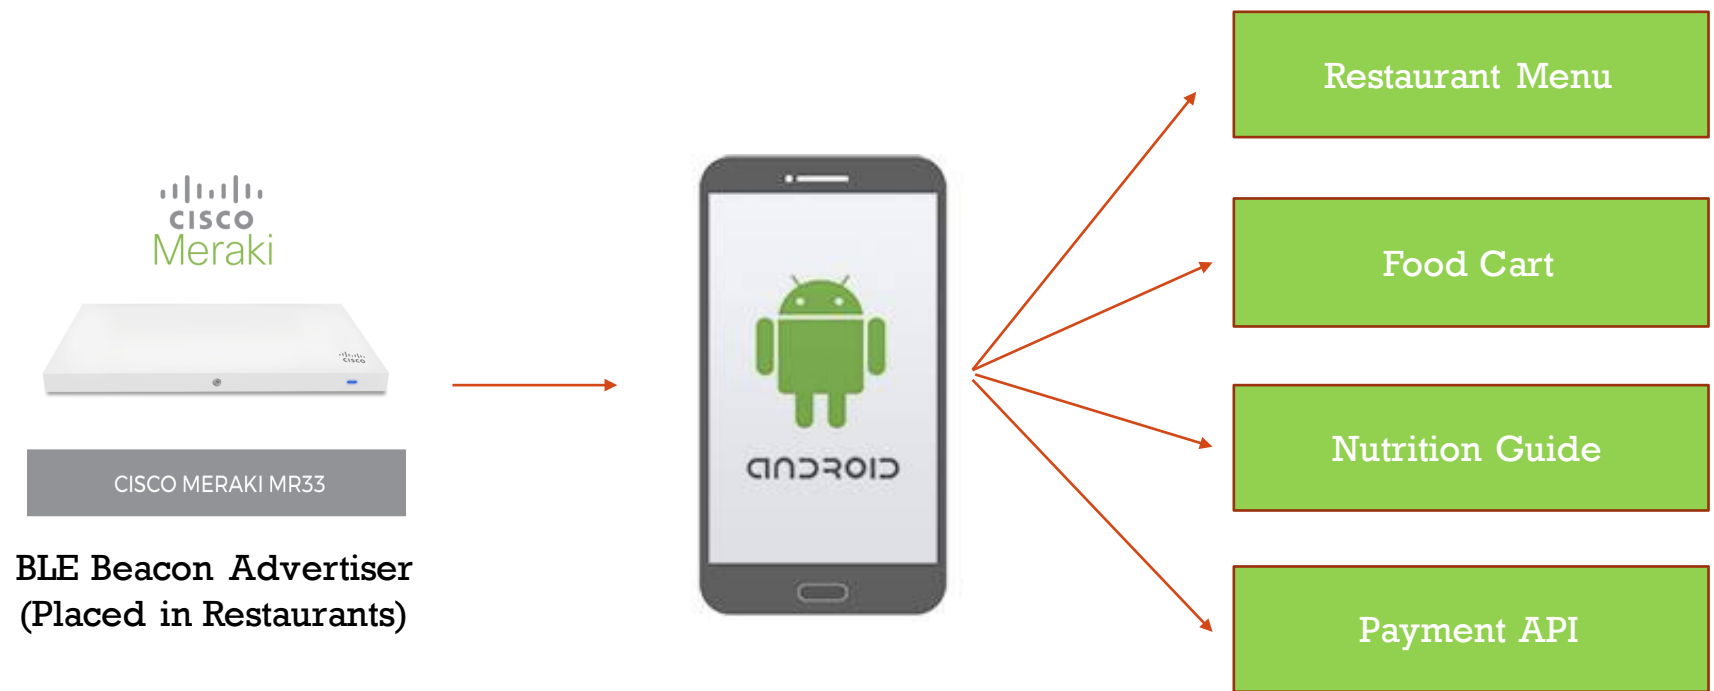 CISCO
Meraki
CISCO
CISCO MERAKI MR33
BLE Beacon Advertiser
(Placed in Restaurants)
ANDROID
Restaurant Menu
Food Cart
Nutrition Guide
Payment API